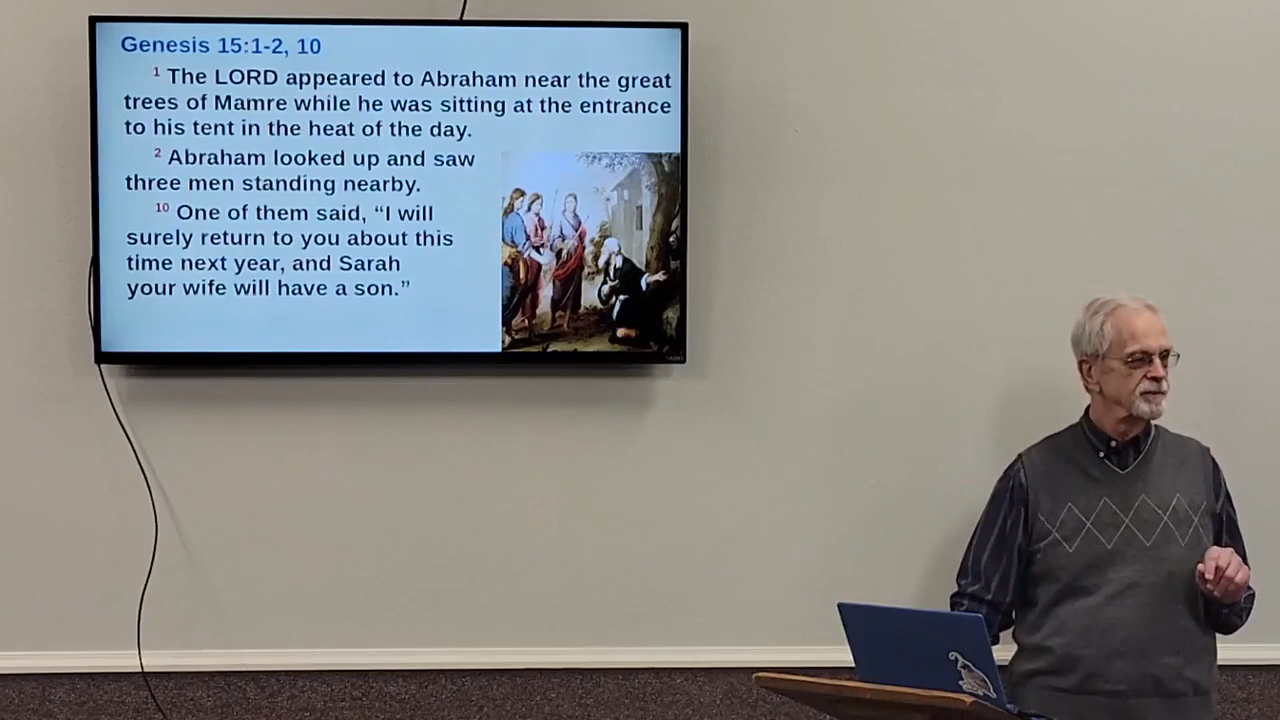 Genesis 15:1-2, 10
1 The LORD appeared to Abraham near the great
trees of Mamre while he was sitting at the entrance
to his tent in the heat of the day.
2 Abraham looked up and saw
three men standing nearby.
10 One of them said, “I will
surely return to you about this
time next year, and Sarah
your wife will have a son.”